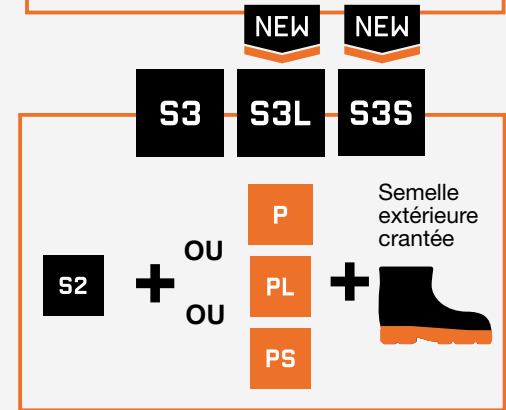 NEW NEW
S3 S3L S3S
Semelle
extérieure
crantée
P
OU
S2 + PL +
OU
PS